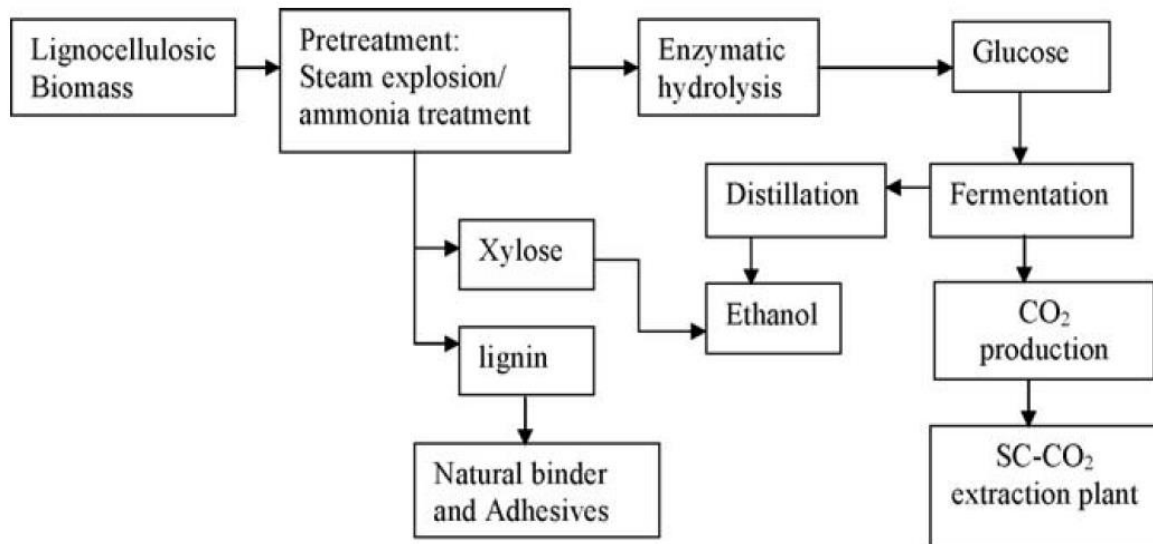 Lignocellulosic
Biomass
Pretreatment:
Steam explosion/
ammonia treatment
Enzymatic
hydrolysis
Glucose
Distillation
Fermentation
Xylose
Ethanol
CO₂
production
lignin
Natural binder
and Adhesives
SC-CO₂
extraction plant